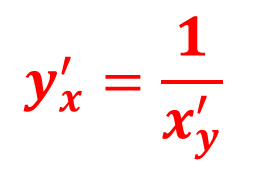 y′ₓ = 1/x′ᵧ